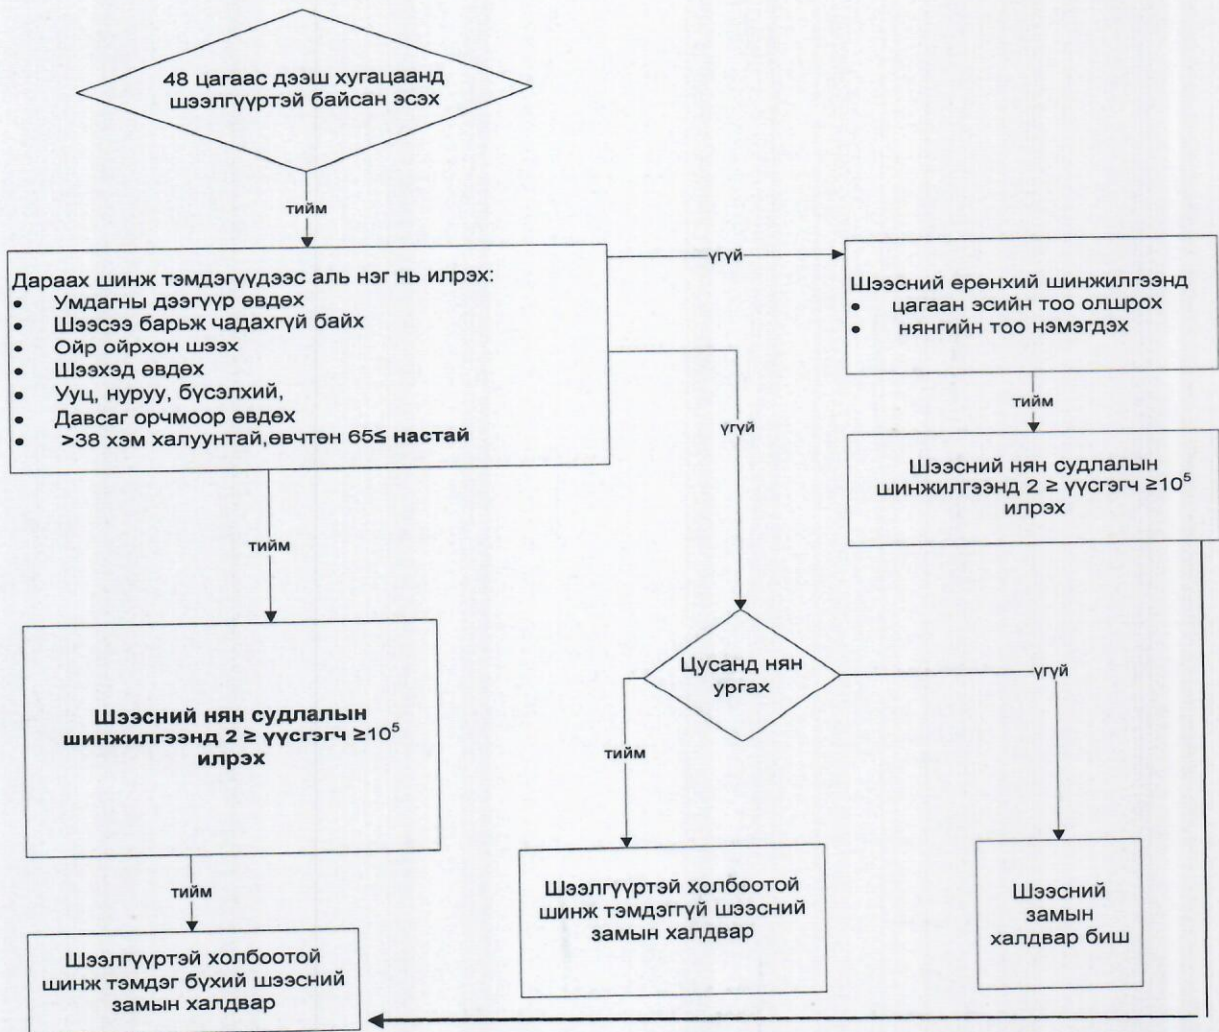 48 цагаас дээш хугацаанд
шээлгүүртэй байсан эсэх
тийм
Дараах шинж тэмдэгүүдээс аль нэг нь илрэх:
• Умдагны дээгүүр өвдөх
• Шээсээ барьж чадахгүй байх
• Ойр ойрхон шээх
• Шээхэд өвдөх
• Ууц, нуруу, бүсэлхий,
• Давсаг орчмоор өвдөх
• >38 хэм халуунтай,өвчтөн 65≤ настай
үгүй
Шээсний ерөнхий шинжилгээнд
• цагаан эсийн тоо олшрох
• нянгийн тоо нэмэгдэх
тийм
Шээсний нян судлалын
шинжилгээнд 2 ≥ үүсгэгч ≥10⁵
илрэх
үгүй
тийм
Шээсний нян судлалын
шинжилгээнд 2 ≥ үүсгэгч ≥10⁵
илрэх
Цусанд нян
ургах
үгүй
тийм
тийм
Шээлгүүртэй холбоотой
шинж тэмдэггүй шээсний
замын халдвар
Шээсний
замын
халдвар биш
Шээлгүүртэй холбоотой
шинж тэмдэг бүхий шээсний
замын халдвар